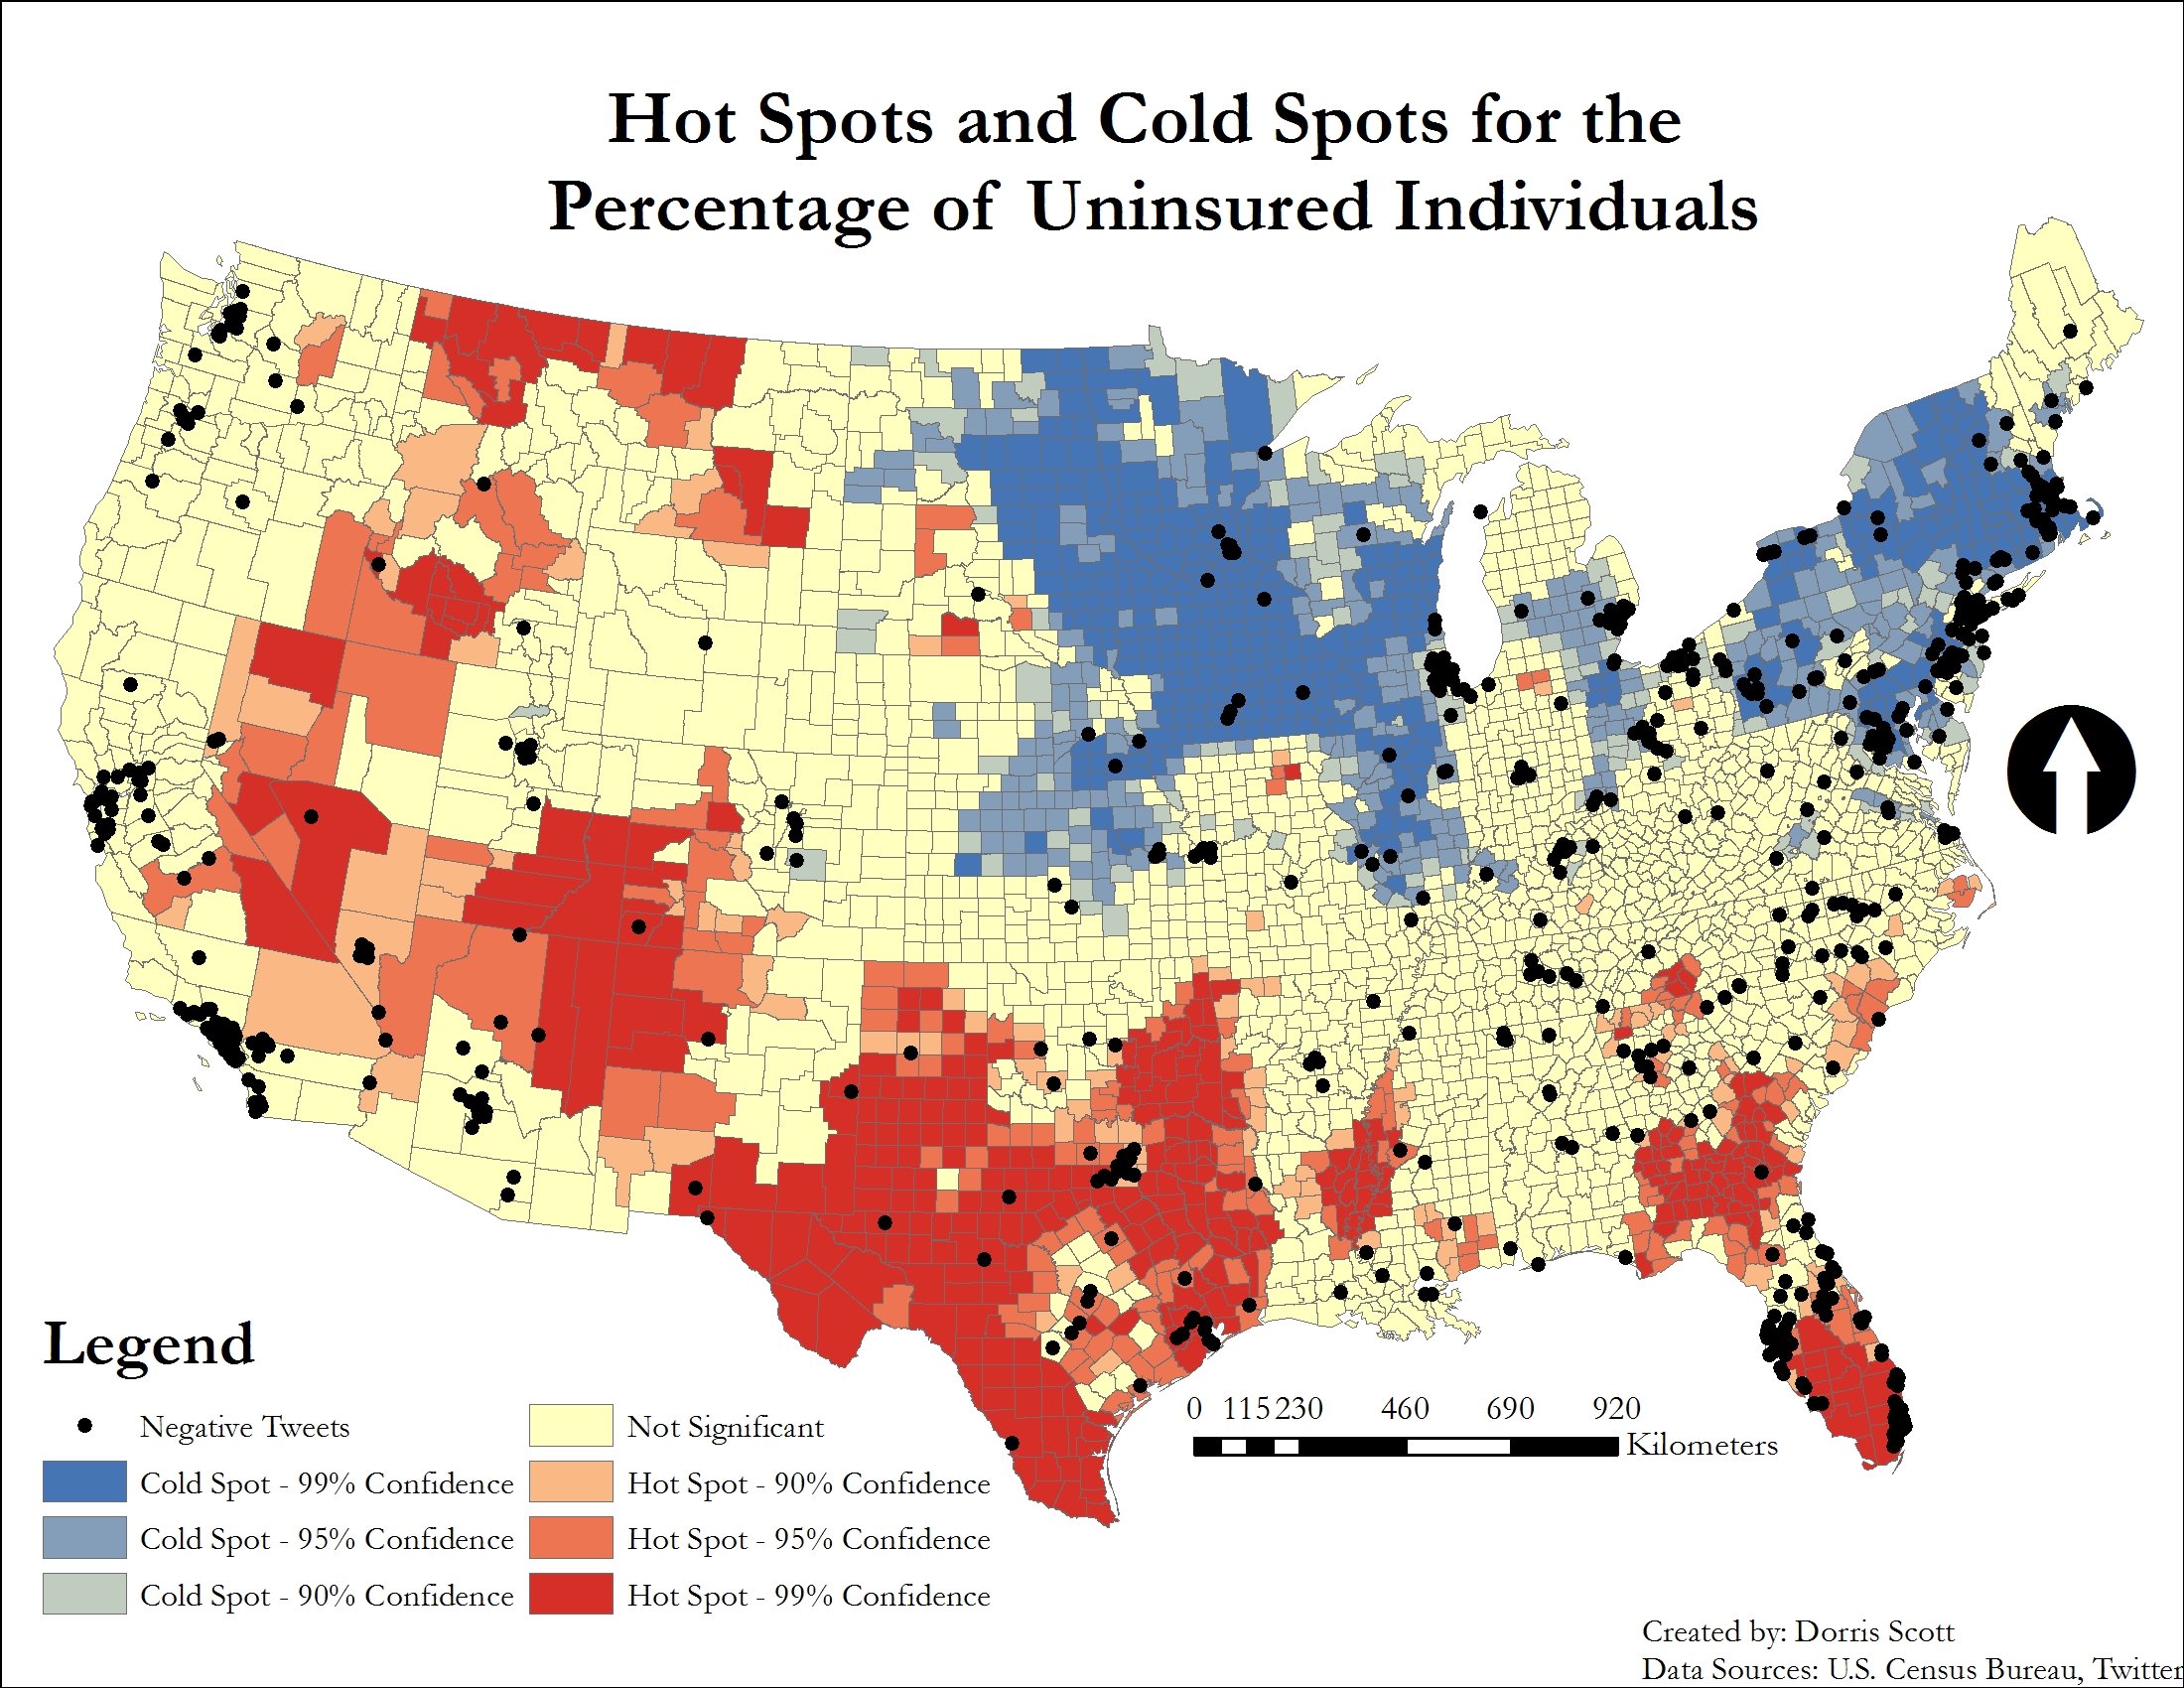 Hot Spots and Cold Spots for the
Percentage of Uninsured Individuals
Legend
Negative Tweets
Cold Spot - 99% Confidence
Cold Spot - 95% Confidence
Cold Spot - 90% Confidence
Not Significant
Hot Spot - 90% Confidence
Hot Spot - 95% Confidence
Hot Spot - 99% Confidence
0 115 230 460 690 920
Kilometers
Created by: Dorris Scott
Data Sources: U.S. Census Bureau, Twitter